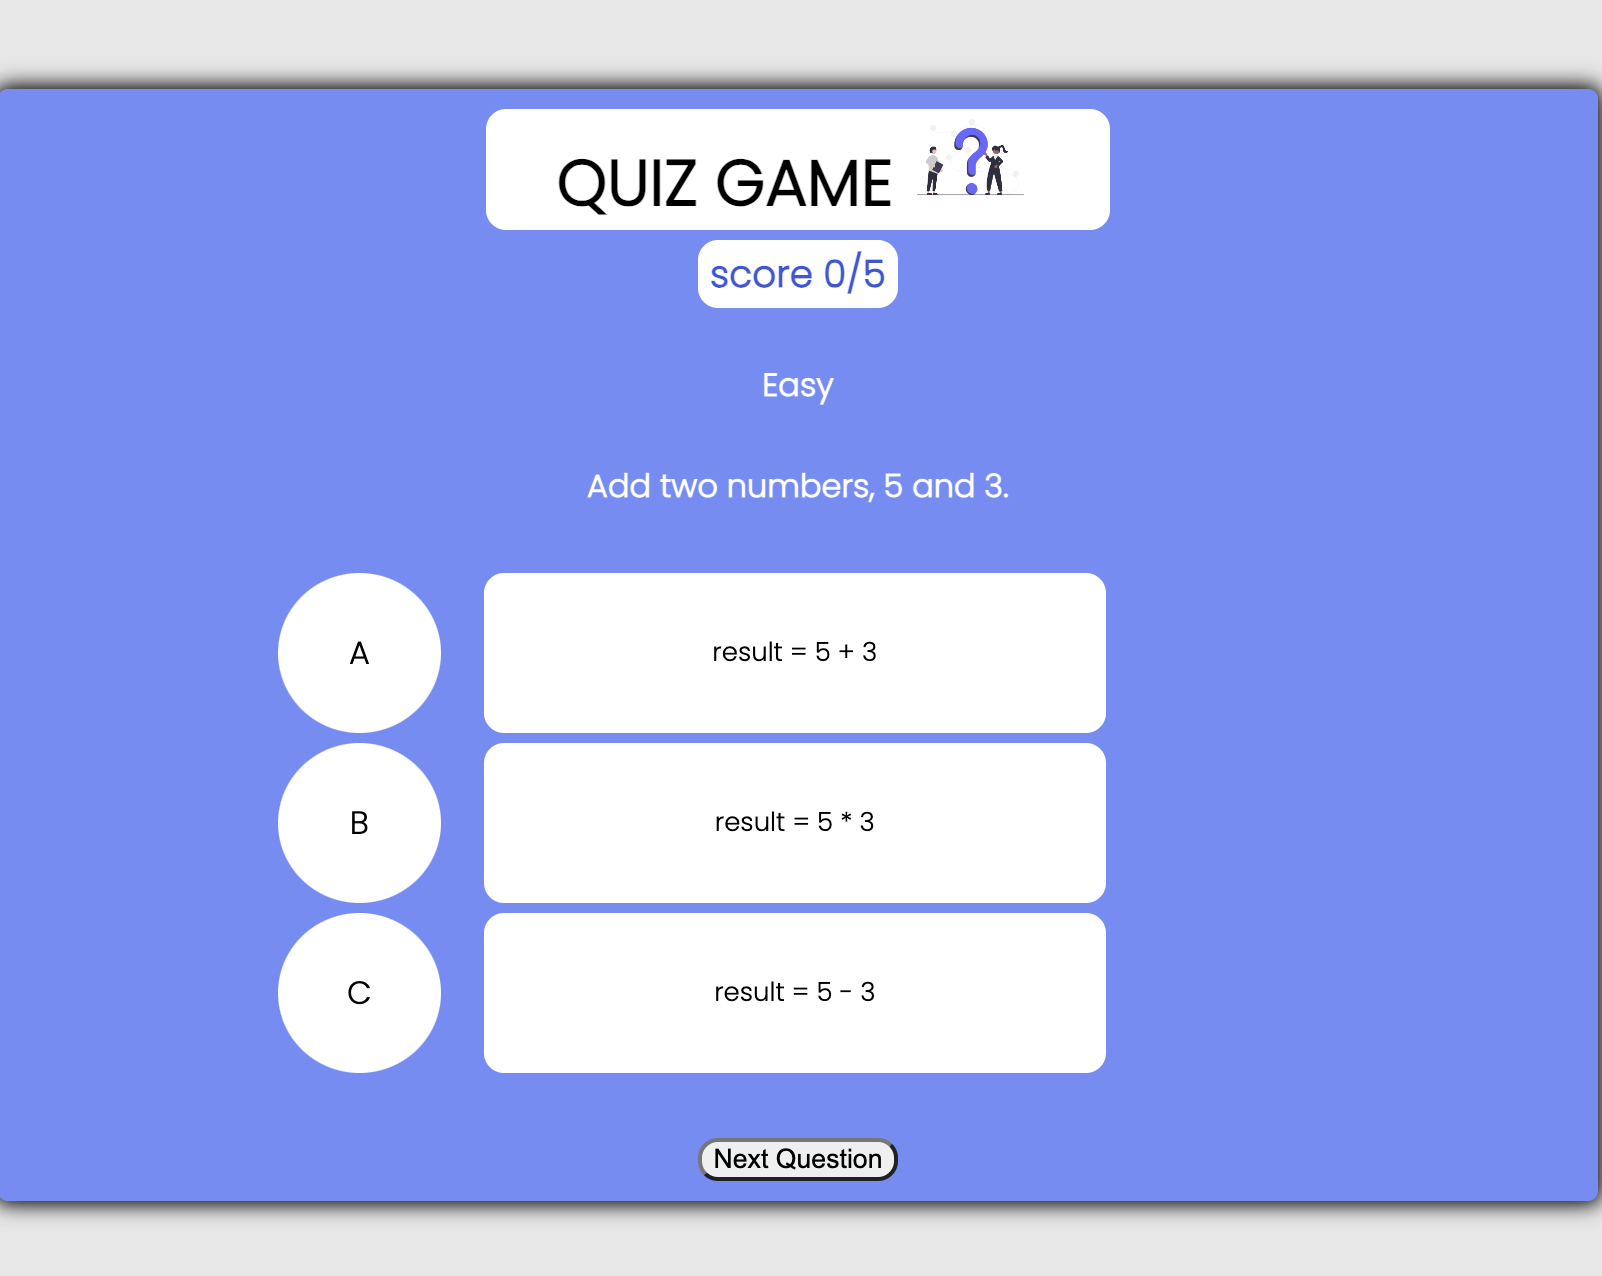 QUIZ GAME
score 0/5
Easy
Add two numbers, 5 and 3.
A
result = 5 + 3
B
result = 5 * 3
C
result = 5 - 3
Next Question